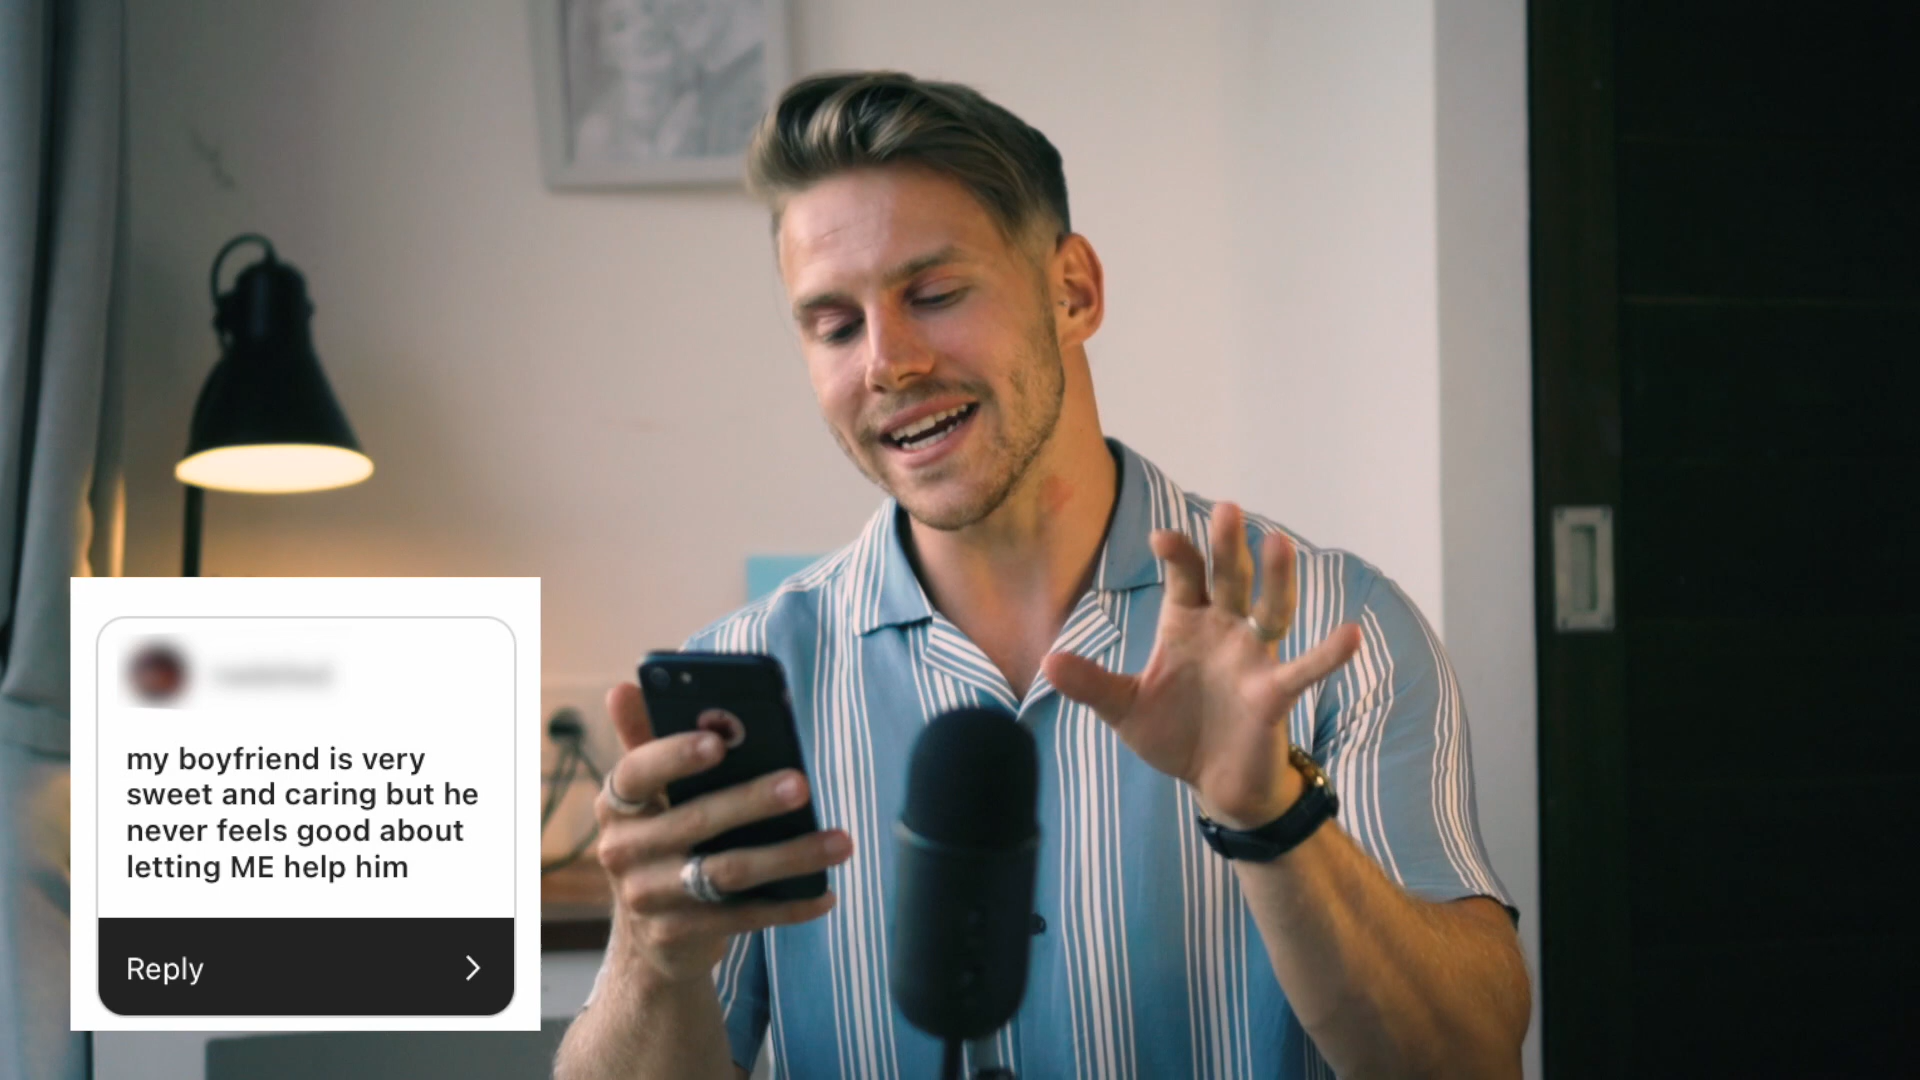 my boyfriend is very
sweet and caring but he
never feels good about
letting ME help him
Reply